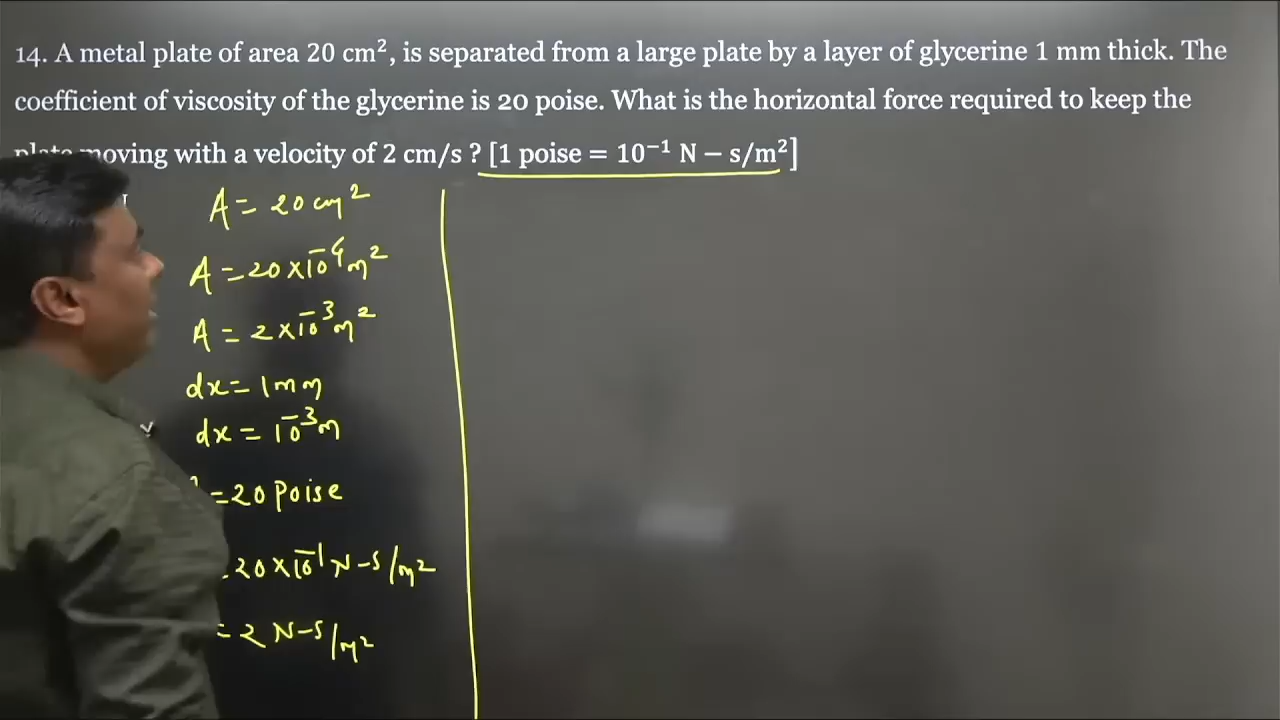 14. A metal plate of area 20 cm², is separated from a large plate by a layer of glycerine 1 mm thick. The
coefficient of viscosity of the glycerine is 20 poise. What is the horizontal force required to keep the
plate moving with a velocity of 2 cm/s ? [1 poise = 10⁻¹ N – s/m²]
A = 20 cm²
A = 20 × 10⁻⁴ m²
A = 2 × 10⁻³ m²
dx = 1 mm
dx = 10⁻³ m
= 20 Poise
20 × 10⁻¹ N-S/m²
= 2 N-S/m²